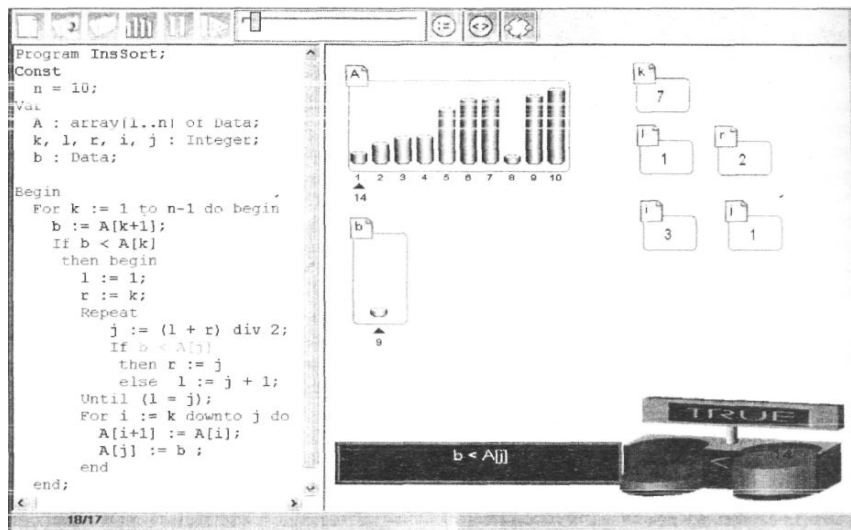 := <>
Program InsSort;
Const
n = 10;
Var
A : array[1..n] of Data;
k, l, r, i, j : Integer;
b : Data;
Begin
For k := 1 to n-1 do begin
b := A[k+1];
If b < A[k]
then begin
l := 1;
r := k;
Repeat
j := (l + r) div 2;
If b < A[j]
then r := j
else l := j + 1;
Until (l = j);
For i := k downto j do
A[i+1] := A[i];
A[j] := b ;
end
end;
18/17
A
1 2 3 4 5 6 7 8 9 10
14
b
9
k
7
l r
1 2
i j
3 1
TRUE
b < A[j]
<